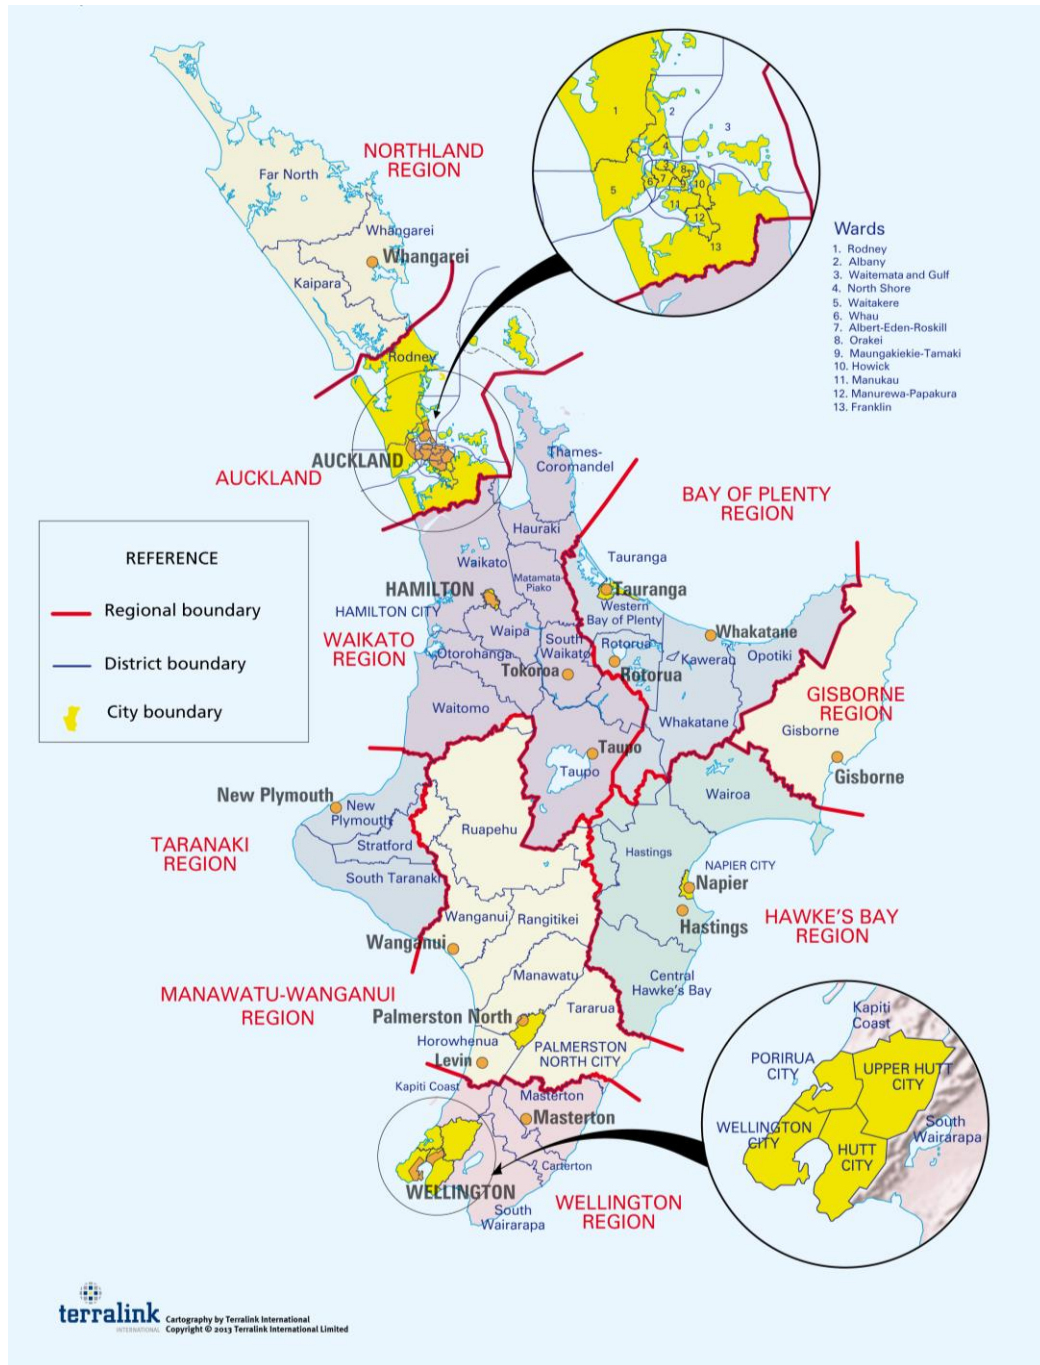 NORTHLAND
REGION
Far North
Whangarei
Whangarei
Kaipara
Rodney
AUCKLAND
AUCKLAND
1
2
3
4
5
3
6
7
8
9
10
11
12
13
Wards
1. Rodney
2. Albany
3. Waitemata and Gulf
4. North Shore
5. Waitakere
6. Whau
7. Albert-Eden-Roskill
8. Orakei
9. Maungakiekie-Tamaki
10. Howick
11. Manukau
12. Manurewa-Papakura
13. Franklin
Thames-
Coromandel
BAY OF PLENTY
REGION
Hauraki
Waikato
Matamata-
Piako
HAMILTON
HAMILTON CITY
WAIKATO
REGION
Waipa
South
Waikato
Otorohanga
Tokoroa
Waitomo
Tauranga
Tauranga
Western
Bay of Plenty
Whakatane
Rotorua
Rotorua
Kawerau
Opotiki
Whakatane
GISBORNE
REGION
Gisborne
Gisborne
Taupo
Taupo
REFERENCE
Regional boundary
District boundary
City boundary
New Plymouth
New
Plymouth
TARANAKI
REGION
Stratford
South Taranaki
Ruapehu
Wairoa
Hastings
NAPIER CITY
Napier
Hastings
HAWKE'S BAY
REGION
Wanganui
Rangitikei
Wanganui
MANAWATU-WANGANUI
REGION
Manawatu
Central
Hawke's Bay
Tararua
Palmerston North
Horowhenua
PALMERSTON
NORTH CITY
Levin
Kapiti Coast
Masterton
Masterton
Carterton
WELLINGTON
South
Wairarapa
WELLINGTON
REGION
Kapiti
Coast
PORIRUA
CITY
UPPER HUTT
CITY
WELLINGTON
CITY
South
Wairarapa
HUTT
CITY
terralink
INTERNATIONAL
Cartography by Terralink International
Copyright © 2013 Terralink International Limited